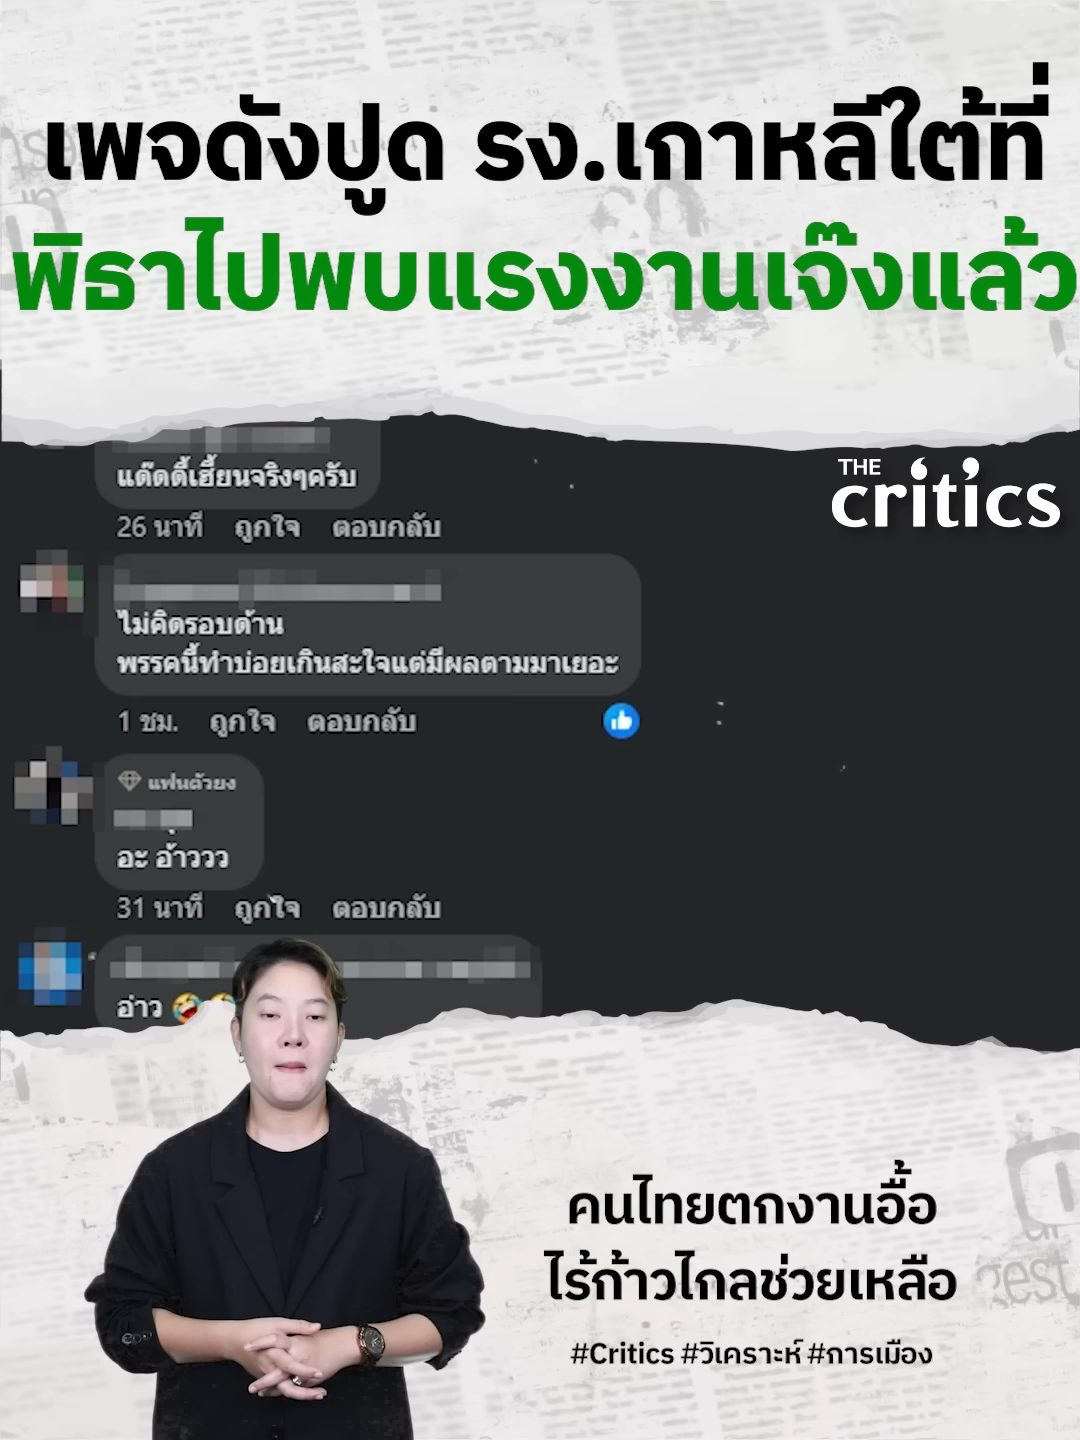 เพจดังปูด รง.เกาหลีใต้ที่
พิธาไปพบแรงงานเจ๊งแล้ว
THE
critics
แด๊ดดี้เฮี้ยนจริงๆครับ
26 นาที ถูกใจ ตอบกลับ
ไม่คิดรอบด้าน
พรรคนี้ทำบ่อยเกินสะใจแต่มีผลตามมาเยอะ
1 ชม. ถูกใจ ตอบกลับ
แฟนตัวยง
อะ อ้าววว
31 นาที ถูกใจ ตอบกลับ
อ่าว 🤣
คนไทยตกงานอื้อ
ไร้ก้าวไกลช่วยเหลือ
#Critics #วิเคราะห์ #การเมือง